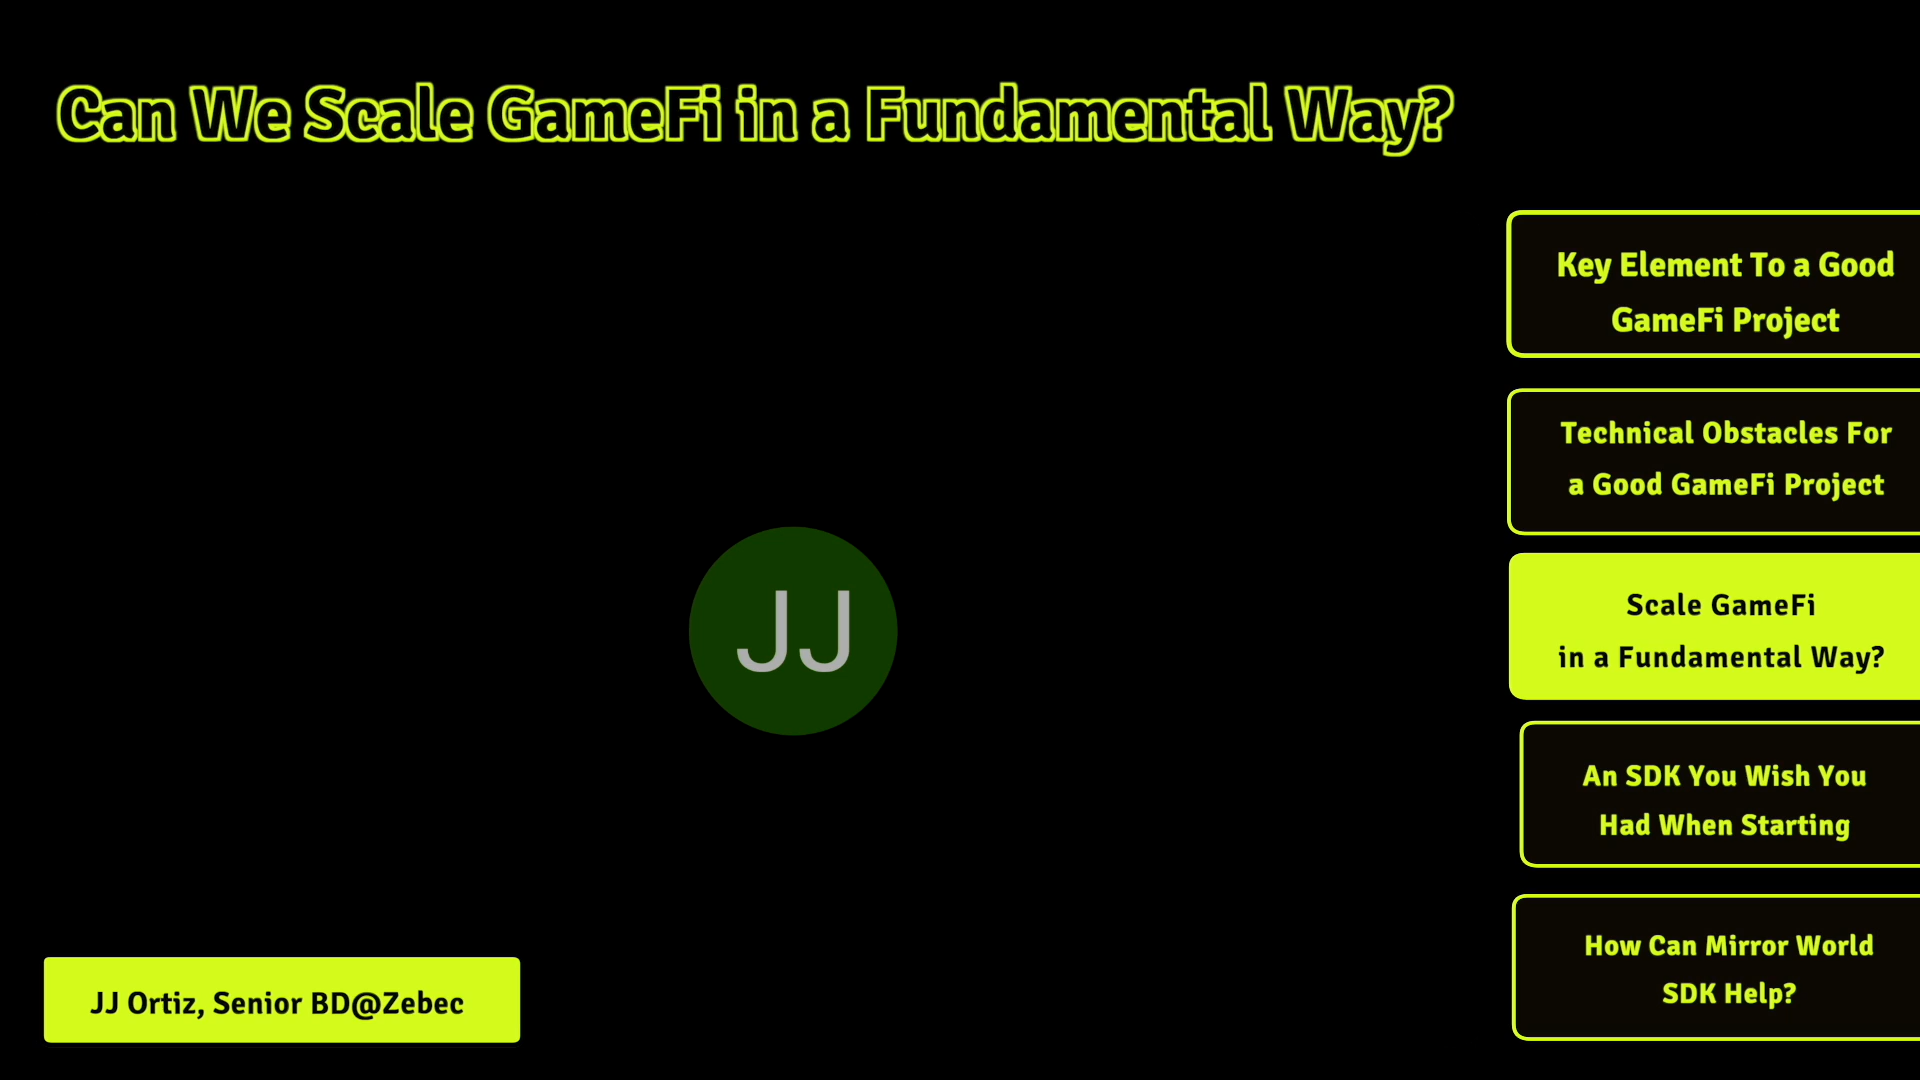 Can We Scale GameFi in a Fundamental Way?
Key Element To a Good
GameFi Project
Technical Obstacles For
a Good GameFi Project
Scale GameFi
in a Fundamental Way?
An SDK You Wish You
Had When Starting
How Can Mirror World
SDK Help?
JJ
JJ Ortiz, Senior BD@Zebec